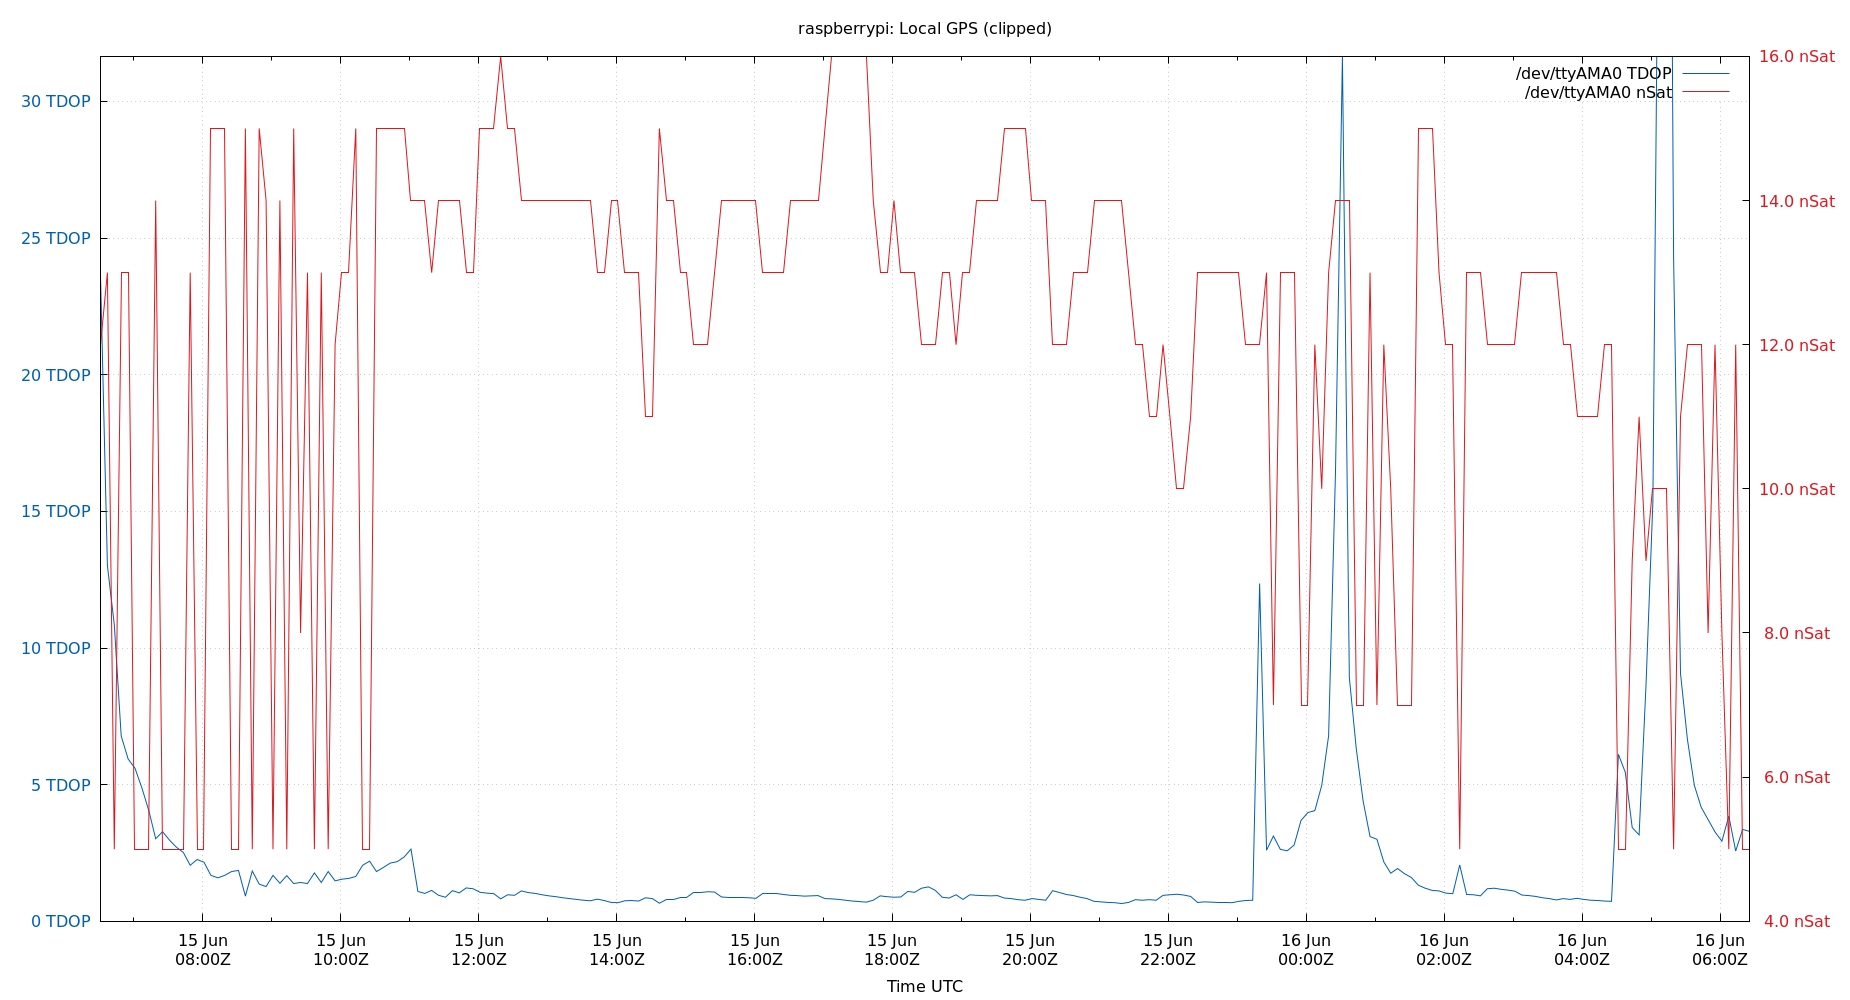 raspberrypi: Local GPS (clipped)
16.0 nSat
/dev/ttyAMA0 TDOP
/dev/ttyAMA0 nSat
30 TDOP
14.0 nSat
25 TDOP
12.0 nSat
20 TDOP
10.0 nSat
15 TDOP
8.0 nSat
10 TDOP
6.0 nSat
5 TDOP
4.0 nSat
0 TDOP
15 Jun 15 Jun 15 Jun 15 Jun 15 Jun 15 Jun 15 Jun 15 Jun 16 Jun 16 Jun 16 Jun 16 Jun
08:00Z 10:00Z 12:00Z 14:00Z 16:00Z 18:00Z 20:00Z 22:00Z 00:00Z 02:00Z 04:00Z 06:00Z
Time UTC